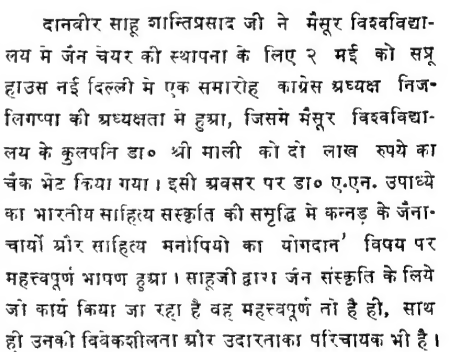 दानवीर साहू शान्तिप्रसाद जी ने मैसूर विश्वविद्या-
लय मे जैन चेयर की स्थापना के लिए २ मई को सप्रू
हाउस नई दिल्ली मे एक समारोह काग्रेस अध्यक्ष निज-
लिगप्पा की अध्यक्षता मे हुआ, जिसमे मैसूर विश्वविद्या-
लय के कुलपति डा० श्री माली को दो लाख रुपये का
चैक भेट किया गया। इसी अवसर पर डा० ए.एन. उपाध्ये
का भारतीय साहित्य सस्कृति की समृद्धि मे कन्नड़ के जैना-
चार्यो और साहित्य मनोपियो का योगदान' विषय पर
महत्त्वपूर्ण भाषण हुआ। साहूजी द्वारा जैन संस्कृति के लिये
जो कार्य किया जा रहा है वह महत्त्वपूर्ण तो है ही, साथ
ही उनकी विवेकशीलता और उदारताका परिचायक भी है।